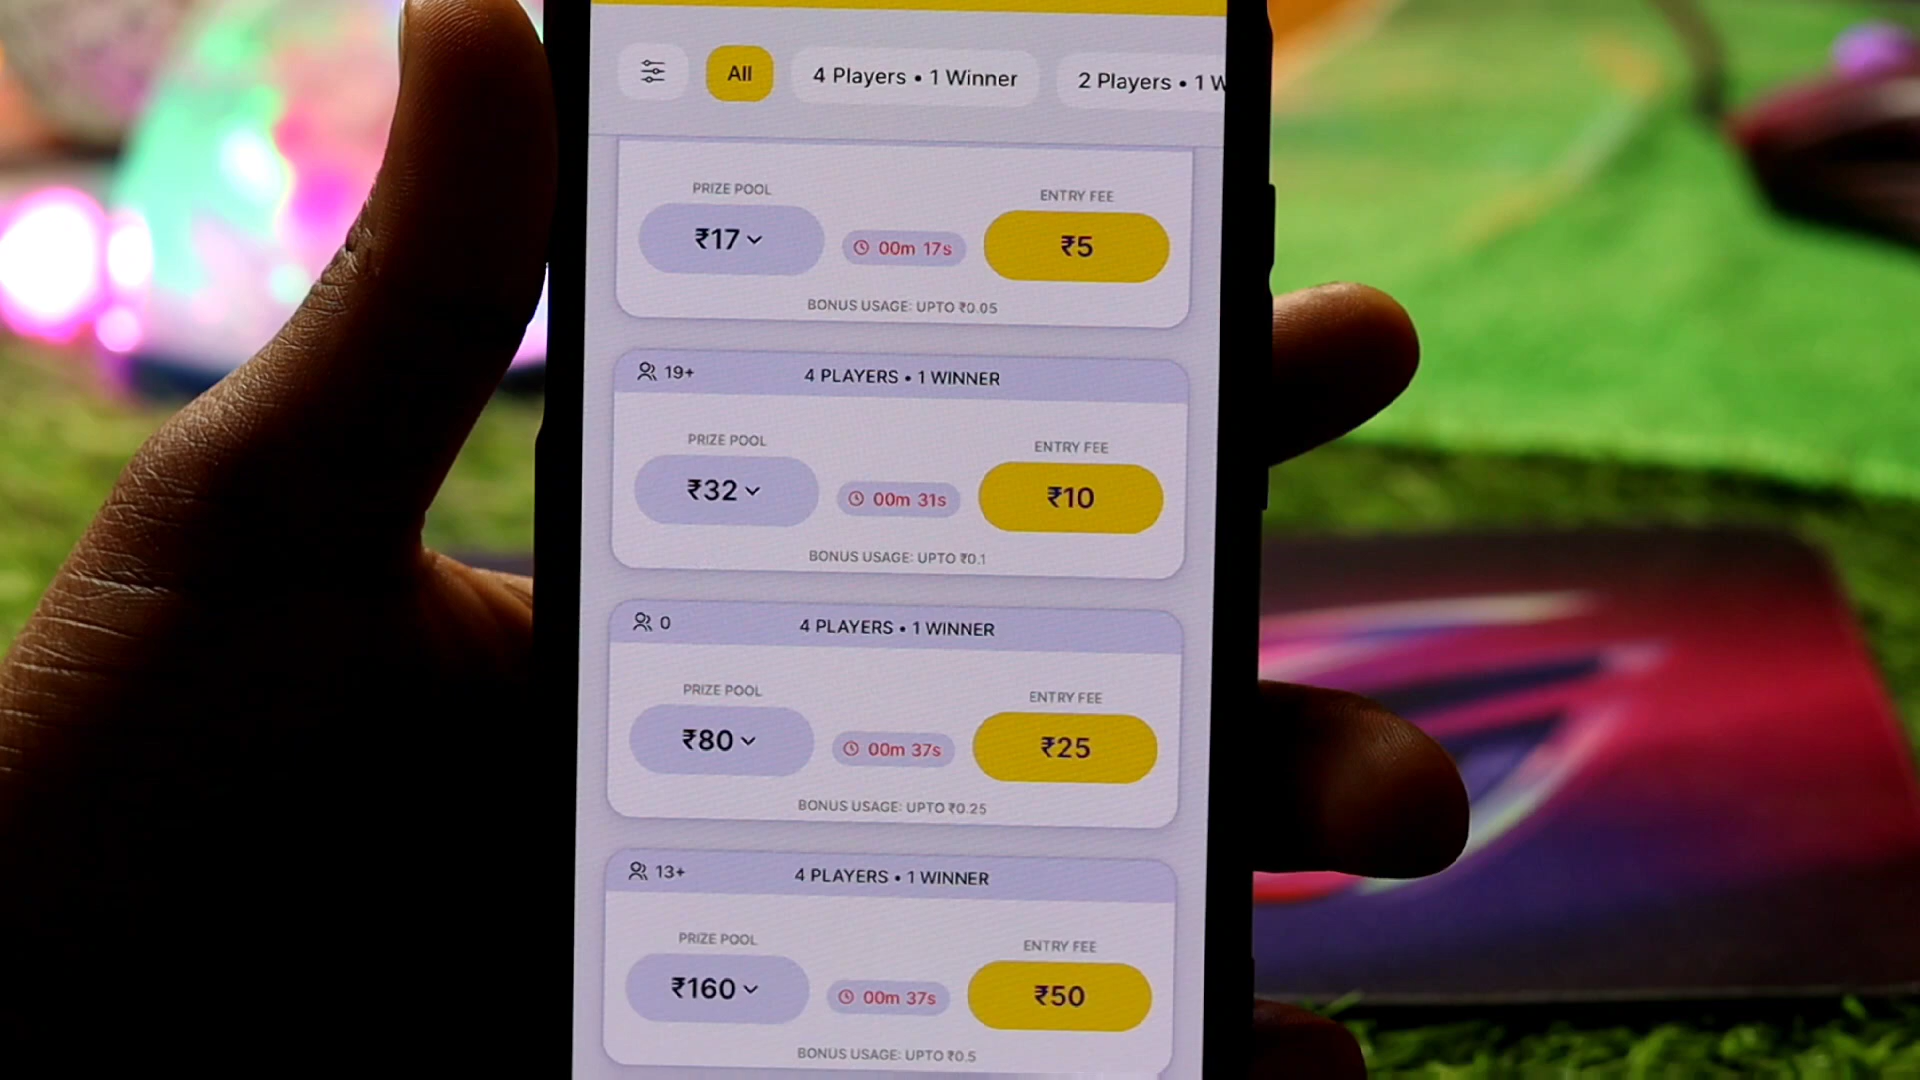 All
4 Players • 1 Winner
2 Players • 1 W
PRIZE POOL
ENTRY FEE
₹17
00m 17s
₹5
BONUS USAGE: UPTO ₹0.05
19+
4 PLAYERS • 1 WINNER
PRIZE POOL
ENTRY FEE
₹32
00m 31s
₹10
BONUS USAGE: UPTO ₹0.1
0
4 PLAYERS • 1 WINNER
PRIZE POOL
ENTRY FEE
₹80
00m 37s
₹25
BONUS USAGE: UPTO ₹0.25
13+
4 PLAYERS • 1 WINNER
PRIZE POOL
ENTRY FEE
₹160
00m 37s
₹50
BONUS USAGE: UPTO ₹0.5